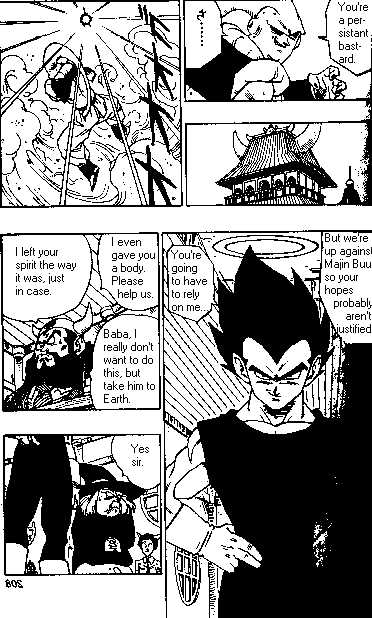 You're
a per-
sistant
bast-
ard.
I left your
spirit the way
it was, just
in case.
I even
gave you
a body.
Please
help us.
Baba, I
really don't
want to do
this, but
take him to
Earth.
Yes
sir.
You're
going
to have
to rely
on me...
But we're
up against
Majin Buu
so your
hopes
probably
aren't
justified